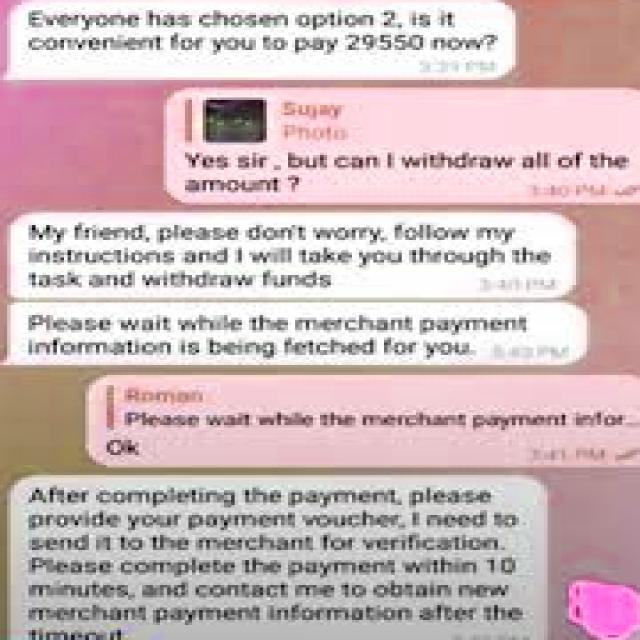 Everyone has chosen option 2, is it
convenient for you to pay 29550 now?
3:39 PM
Sujay
Photo
Yes sir , but can I withdraw all of the
amount ?
3:40 PM
My friend, please don't worry, follow my
instructions and I will take you through the
task and withdraw funds
3:40 PM
Please wait while the merchant payment
information is being fetched for you.
3:40 PM
Roman
Please wait while the merchant payment infor...
Ok
3:41 PM
After completing the payment, please
provide your payment voucher, I need to
send it to the merchant for verification.
Please complete the payment within 10
minutes, and contact me to obtain new
merchant payment information after the
timeout.